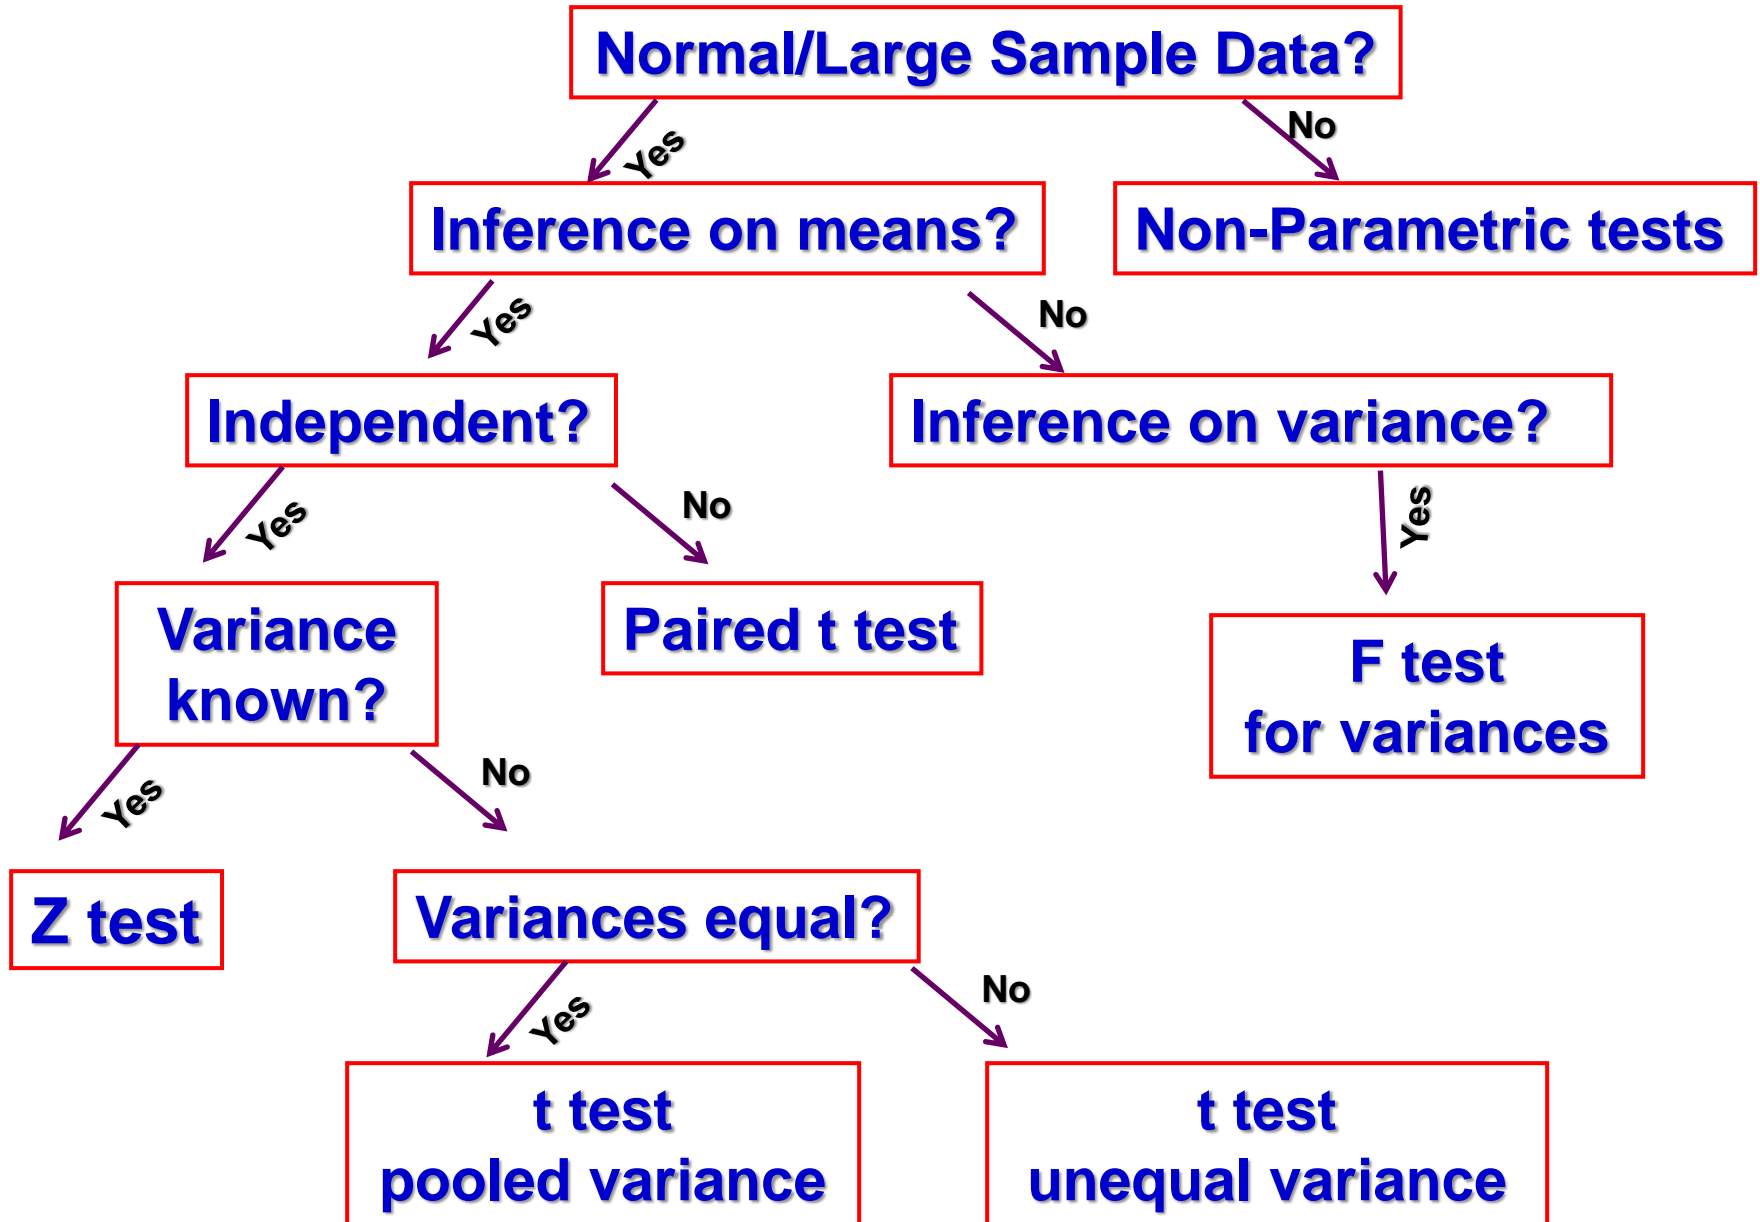 Normal/Large Sample Data?
Yes
No
Inference on means?
Non-Parametric tests
Yes
No
Independent?
Inference on variance?
Yes
No
Yes
Variance
known?
Paired t test
F test
for variances
Yes
No
Z test
Variances equal?
Yes
No
t test
pooled variance
t test
unequal variance